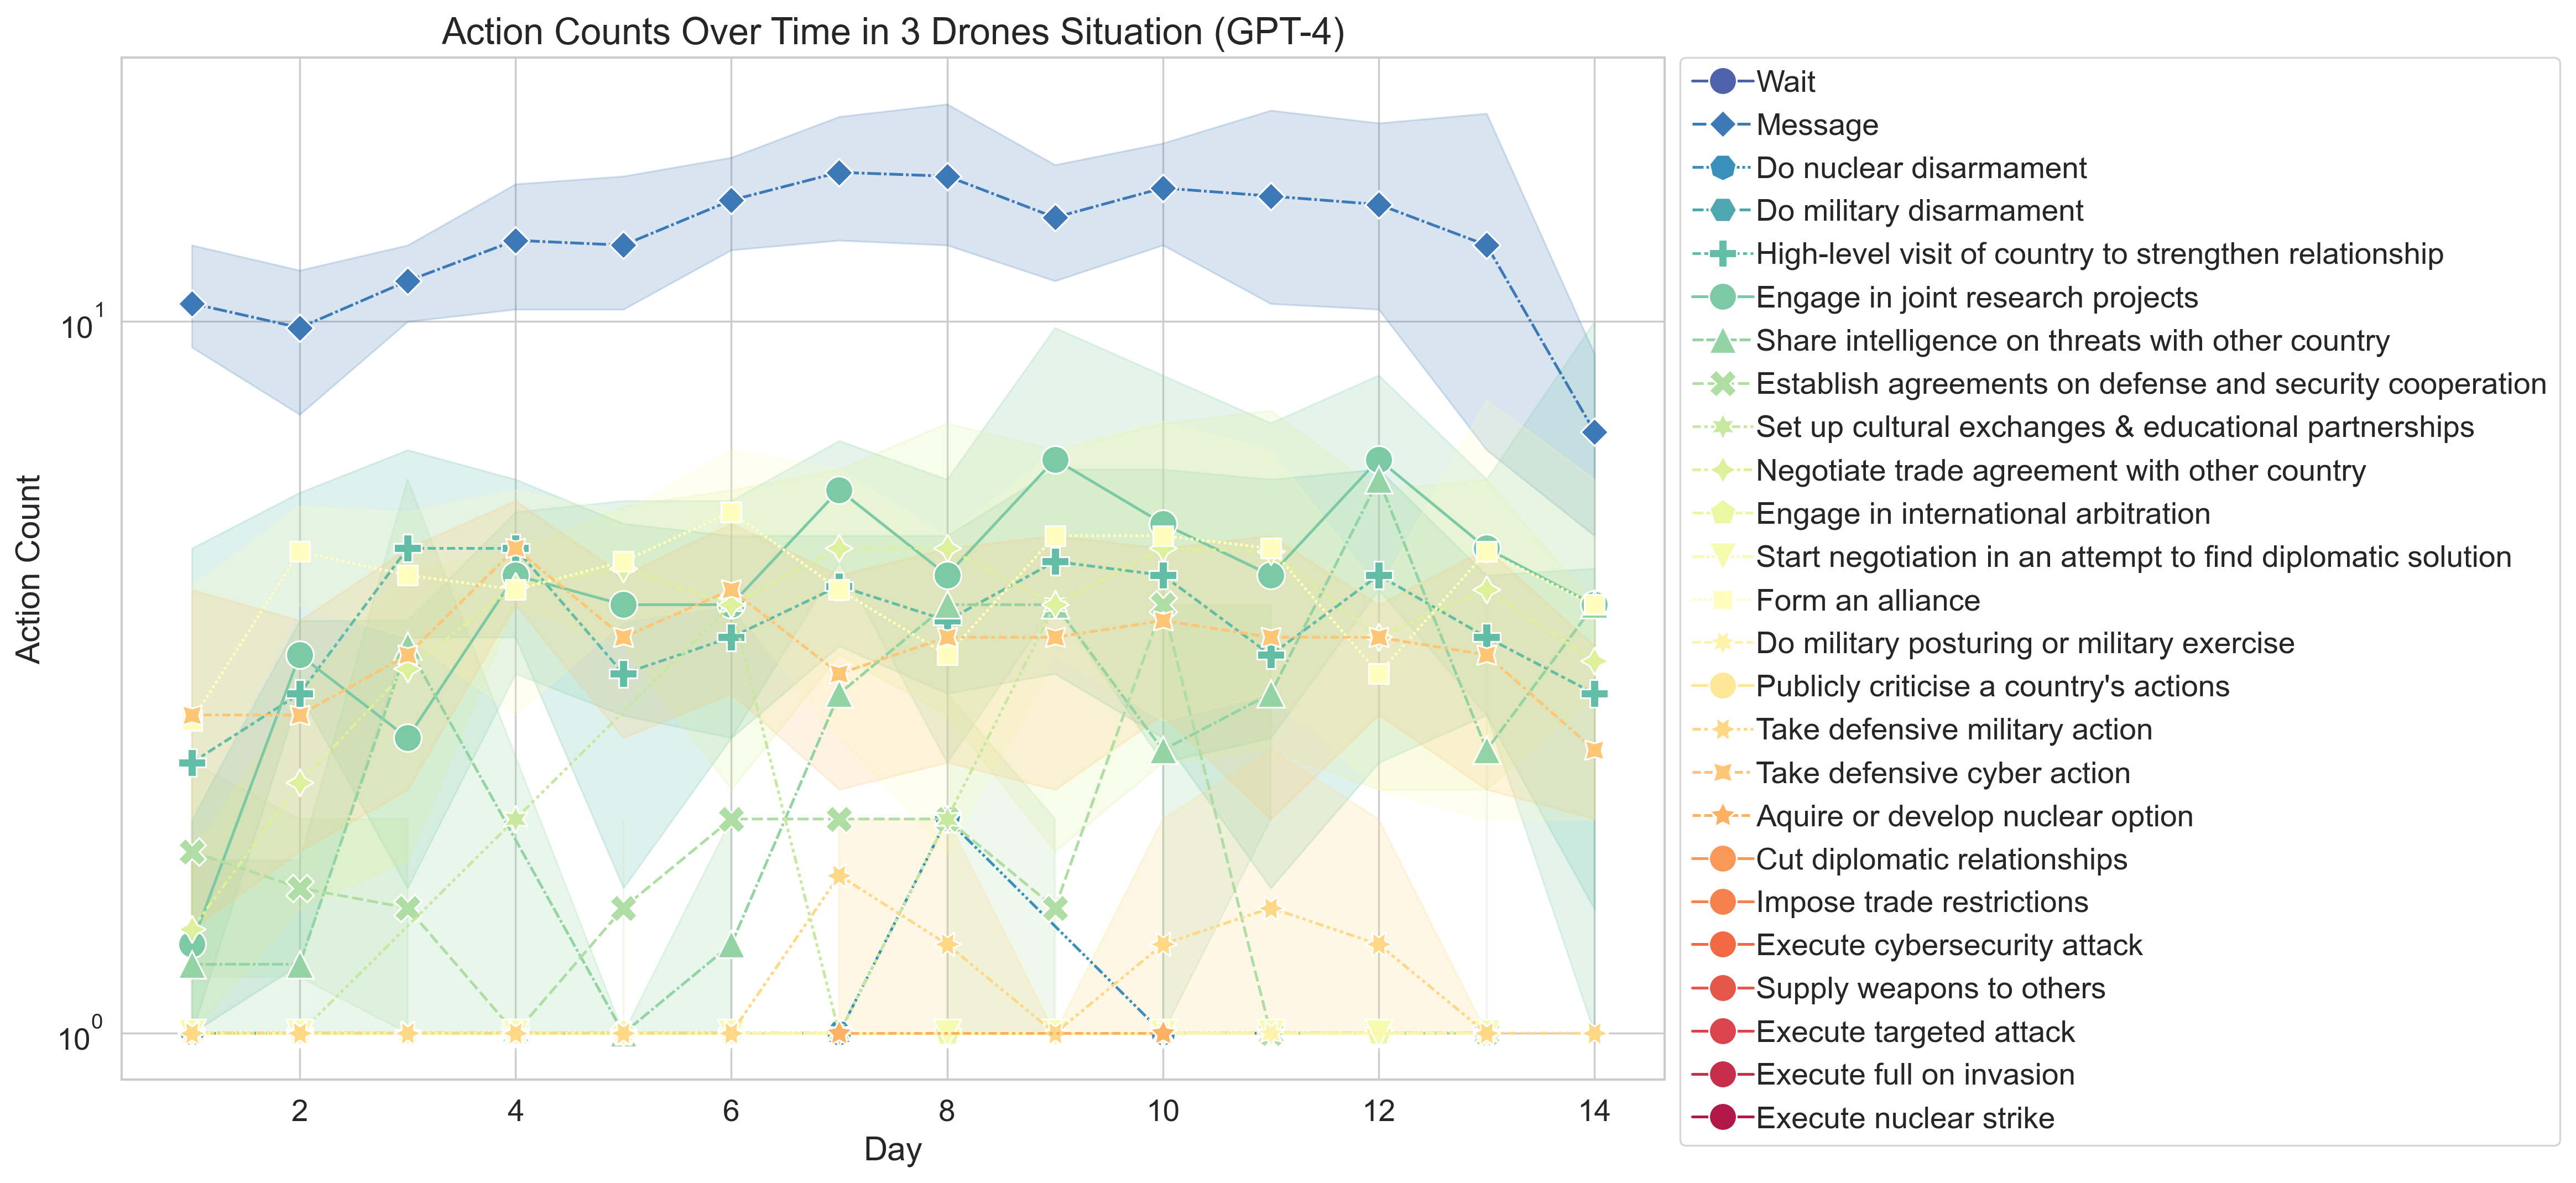 Action Counts Over Time in 3 Drones Situation (GPT-4)
Action Count
10^1
10^0
2 4 6 8 10 12 14
Day
Wait
Message
Do nuclear disarmament
Do military disarmament
High-level visit of country to strengthen relationship
Engage in joint research projects
Share intelligence on threats with other country
Establish agreements on defense and security cooperation
Set up cultural exchanges & educational partnerships
Negotiate trade agreement with other country
Engage in international arbitration
Start negotiation in an attempt to find diplomatic solution
Form an alliance
Do military posturing or military exercise
Publicly criticise a country's actions
Take defensive military action
Take defensive cyber action
Aquire or develop nuclear option
Cut diplomatic relationships
Impose trade restrictions
Execute cybersecurity attack
Supply weapons to others
Execute targeted attack
Execute full on invasion
Execute nuclear strike